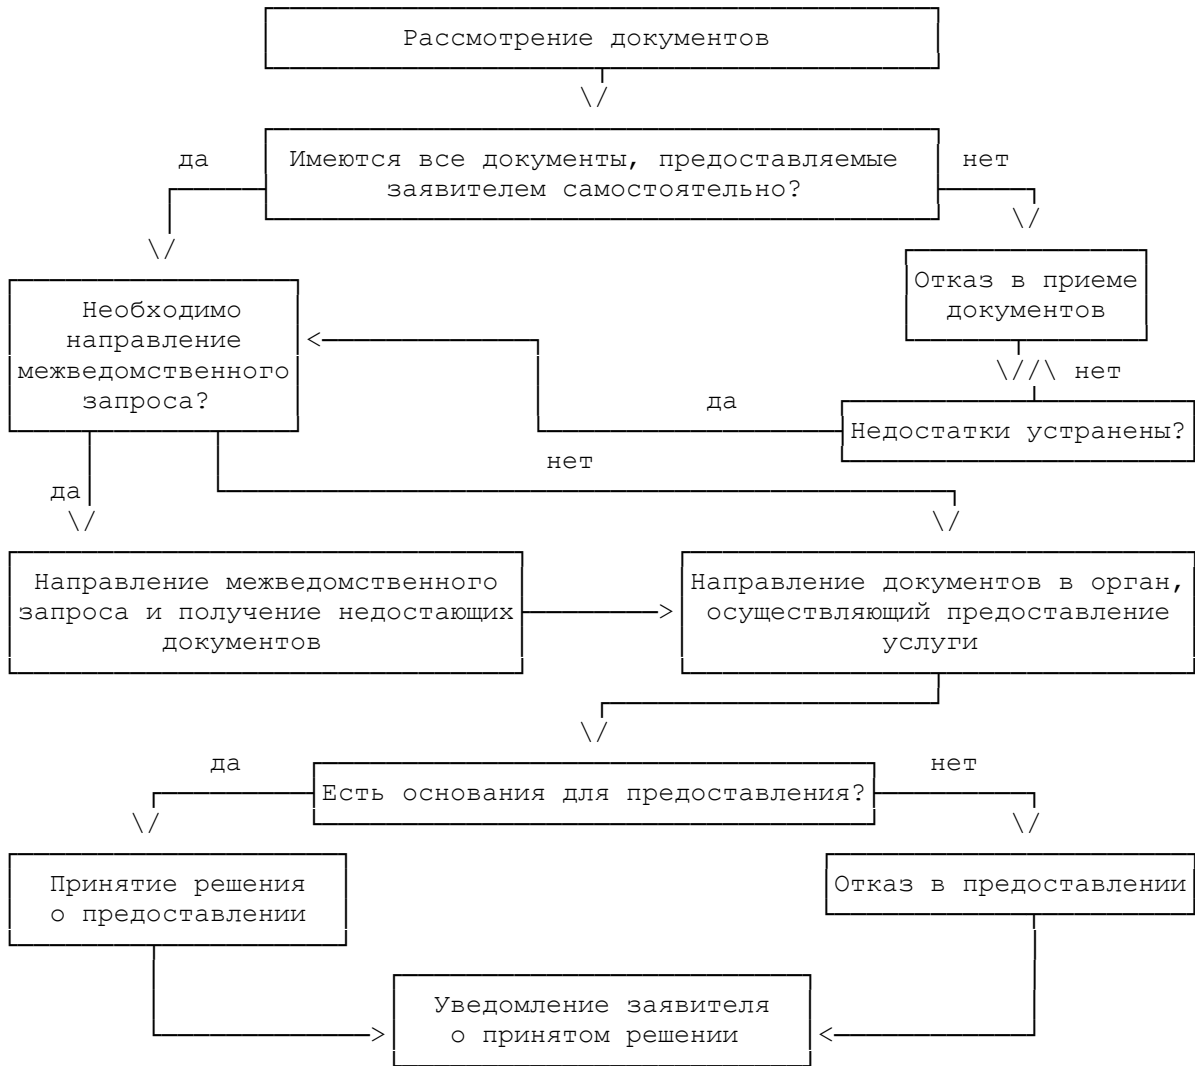 Рассмотрение документов
да
Имеются все документы, предоставляемые
заявителем самостоятельно?
нет
Необходимо
направление
межведомственного
запроса?
Отказ в приеме
документов
нет
да
Недостатки устранены?
нет
да
Направление межведомственного
запроса и получение недостающих
документов
Направление документов в орган,
осуществляющий предоставление
услуги
да
Есть основания для предоставления?
нет
Принятие решения
о предоставлении
Отказ в предоставлении
Уведомление заявителя
о принятом решении